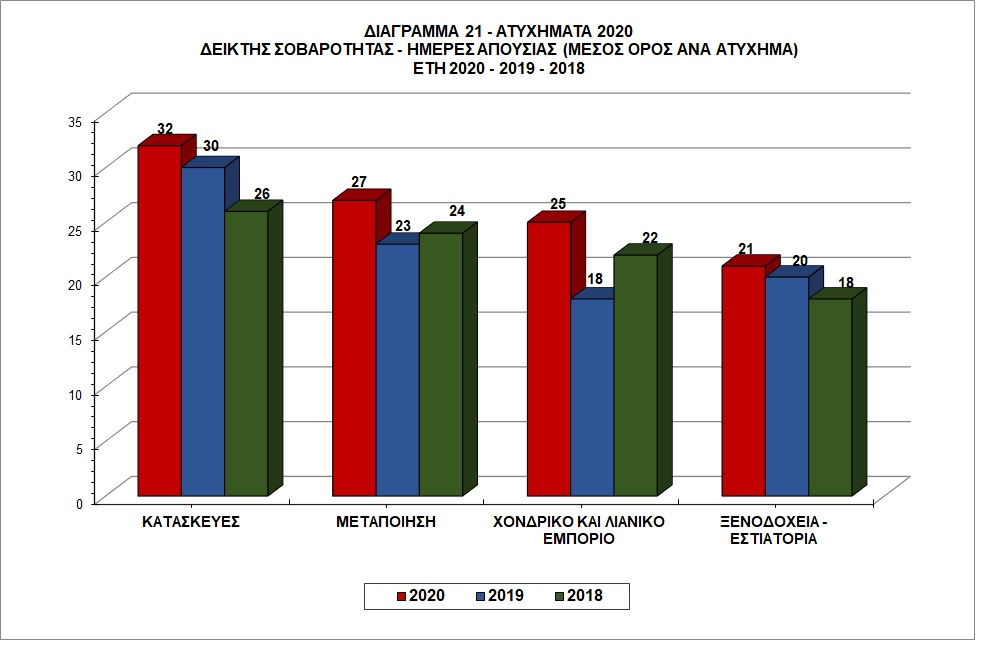 ΔΙΑΓΡΑΜΜΑ 21 - ΑΤΥΧΗΜΑΤΑ 2020
ΔΕΙΚΤΗΣ ΣΟΒΑΡΟΤΗΤΑΣ - ΗΜΕΡΕΣ ΑΠΟΥΣΙΑΣ (ΜΕΣΟΣ ΟΡΟΣ ΑΝΑ ΑΤΥΧΗΜΑ)
ΕΤΗ 2020 - 2019 - 2018
35
30
25
20
15
10
5
0
32
30
26
27
23
24
25
18
22
21
20
18
ΚΑΤΑΣΚΕΥΕΣ
ΜΕΤΑΠΟΙΗΣΗ
ΧΟΝΔΡΙΚΟ ΚΑΙ ΛΙΑΝΙΚΟ
ΕΜΠΟΡΙΟ
ΞΕΝΟΔΟΧΕΙΑ -
ΕΣΤΙΑΤΟΡΙΑ
2020 2019 2018